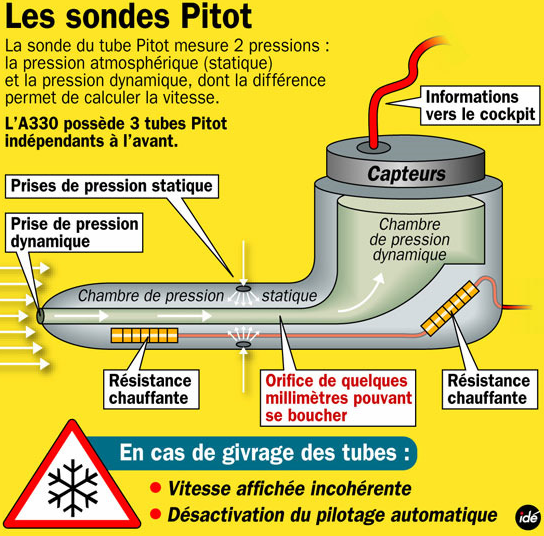 Les sondes Pitot
La sonde du tube Pitot mesure 2 pressions :
la pression atmosphérique (statique)
et la pression dynamique, dont la différence
permet de calculer la vitesse.
L'A330 possède 3 tubes Pitot
indépendants à l'avant.
Informations
vers le cockpit
Capteurs
Prises de pression statique
Prise de pression
dynamique
Chambre
de pression
dynamique
Chambre de pression statique
Résistance
chauffante
Orifice de quelques
millimètres pouvant
se boucher
Résistance
chauffante
En cas de givrage des tubes :
• Vitesse affichée incohérente
• Désactivation du pilotage automatique
idé